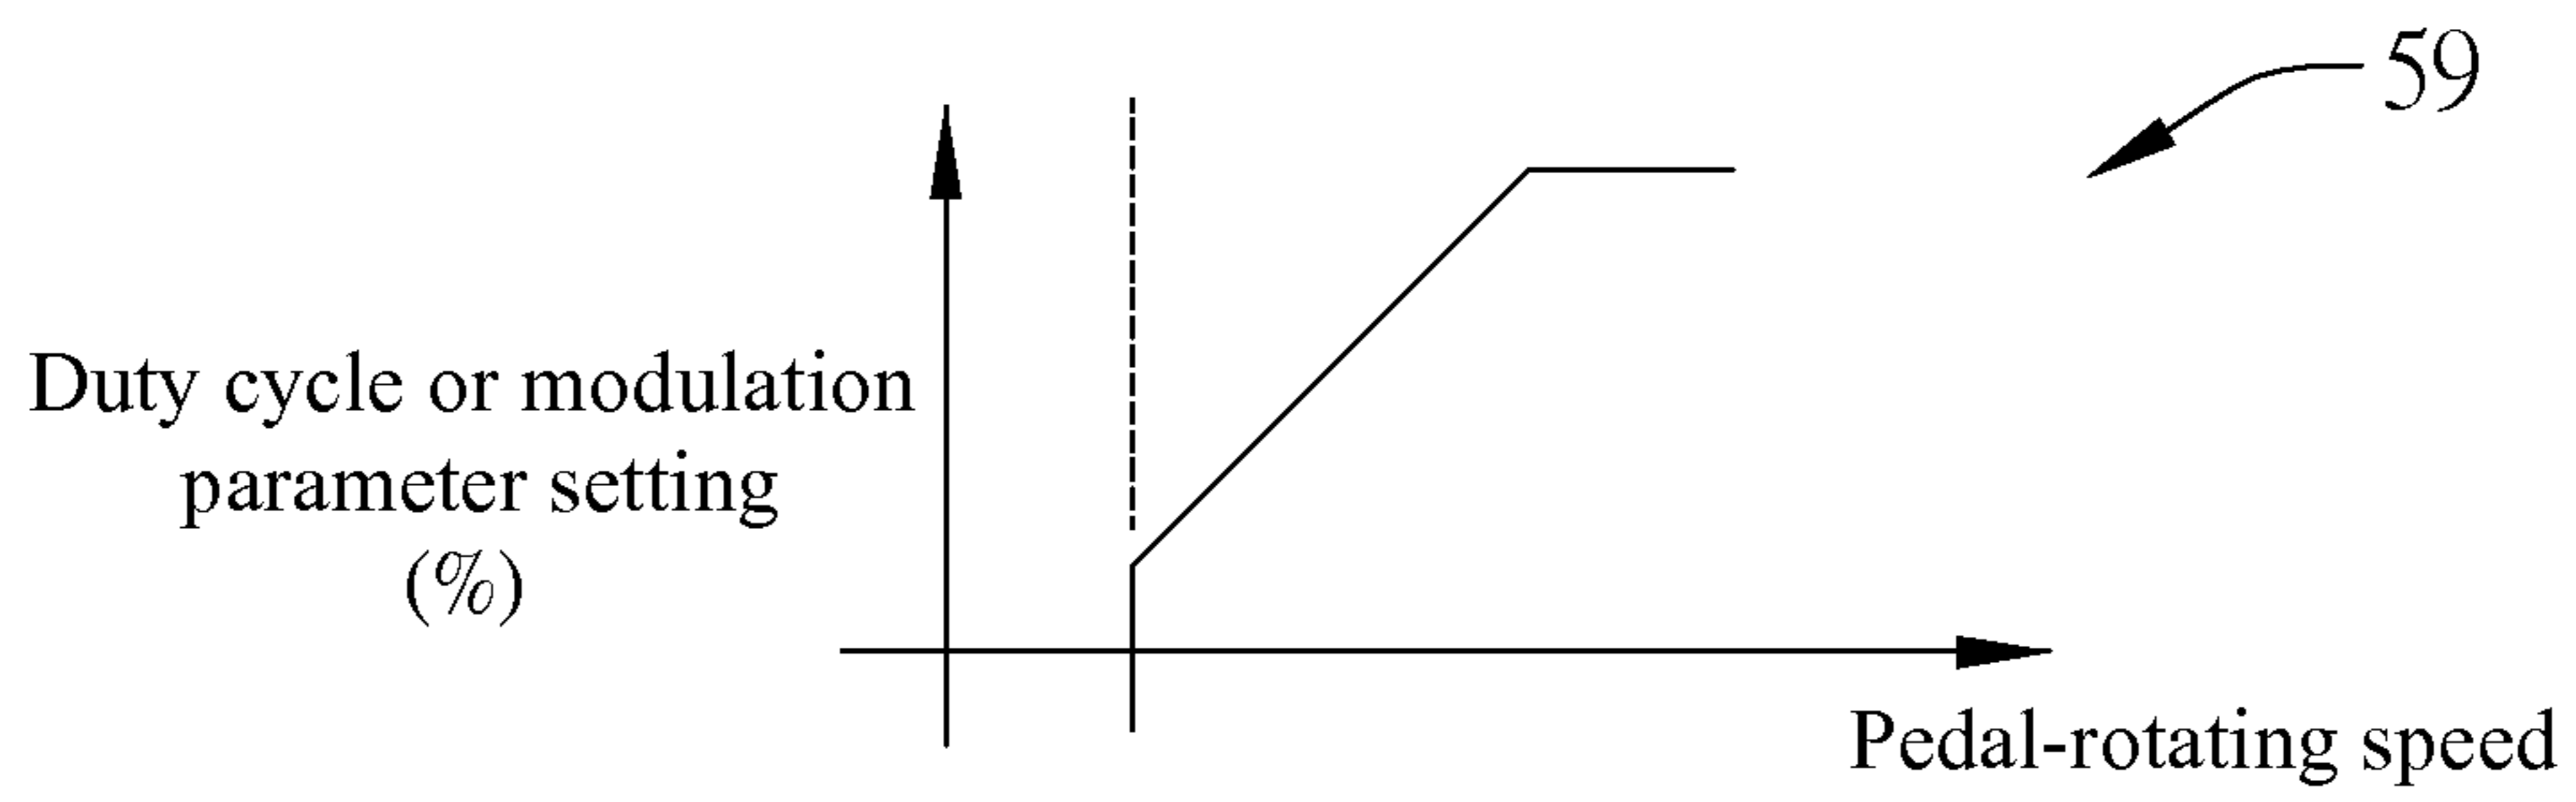 59
Duty cycle or modulation
parameter setting
(%)
Pedal-rotating speed